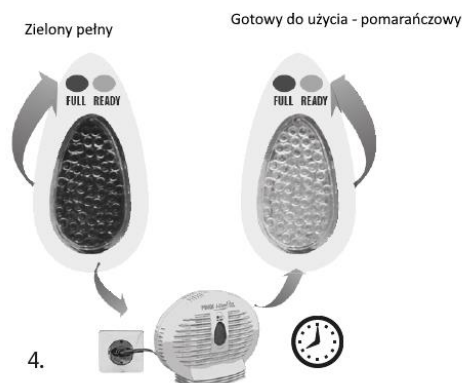 Zielony pełny
Gotowy do użycia - pomarańczowy
FULL READY
FULL READY
4.